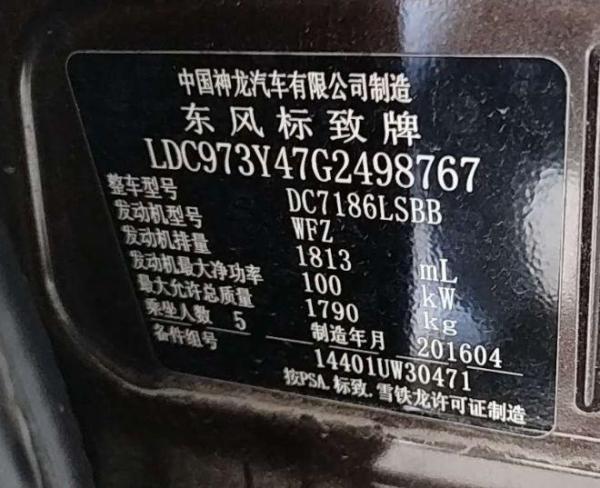 中国神龙汽车有限公司制造
东风标致牌
LDC973Y47G2498767
整车型号 DC7186LSBB
发动机型号 WFZ
发动机排量 1813 mL
发动机最大净功率 100 kW
最大允许总质量 1790 kg
乘坐人数 5 制造年月 201604
备件组号 14401UW30471
按PSA.标致.雪铁龙许可证制造